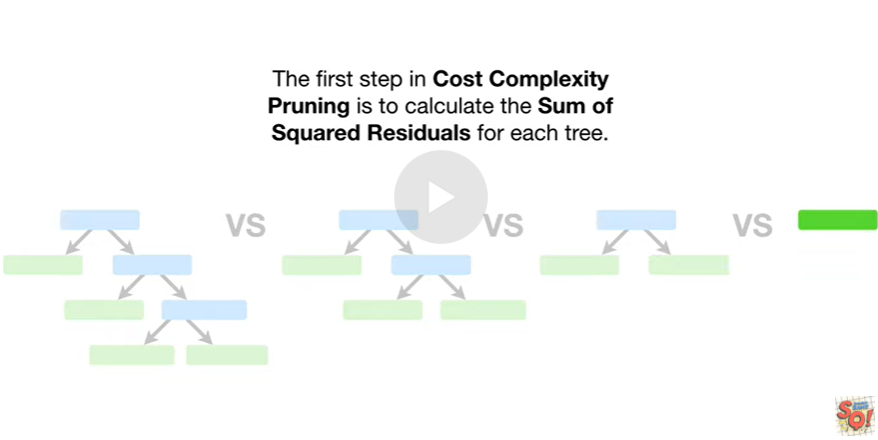 The first step in Cost Complexity
Pruning is to calculate the Sum of
Squared Residuals for each tree.
VS
VS
VS
SQ!